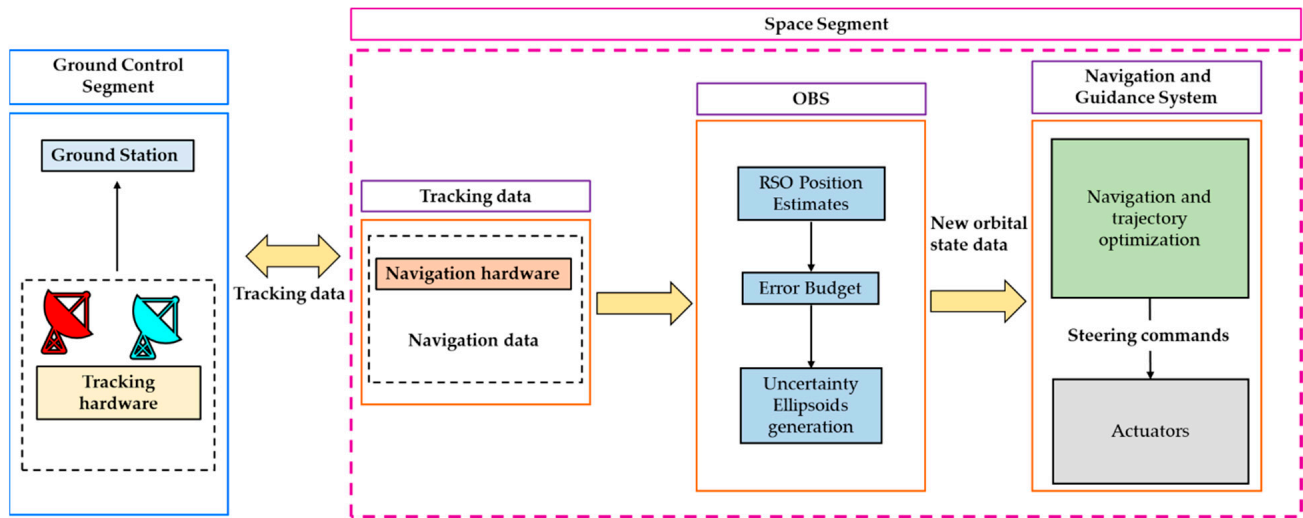 Space Segment
Ground Control
Segment
Ground Station
Tracking
hardware
Tracking data
Tracking data
Navigation hardware
Navigation data
OBS
RSO Position
Estimates
Error Budget
Uncertainty
Ellipsoids
generation
New orbital
state data
Navigation and
Guidance System
Navigation and
trajectory
optimization
Steering commands
Actuators